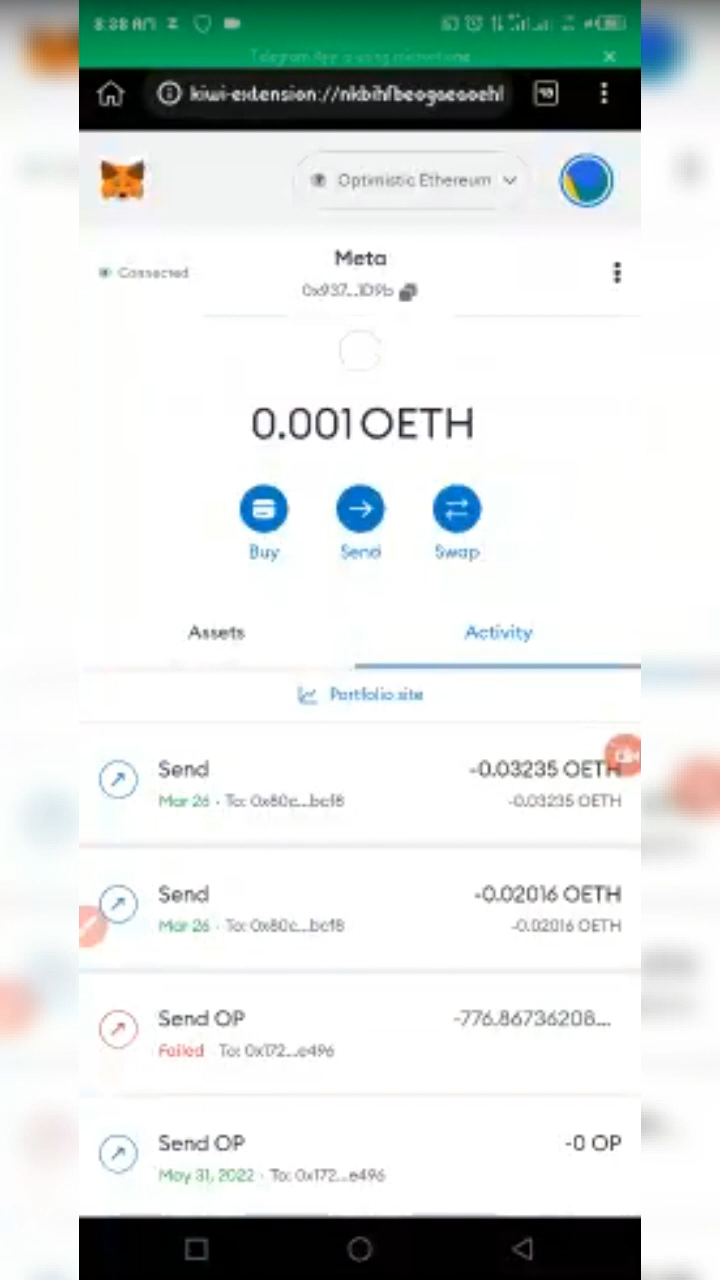 8:38 AM
Telegram App is using microphone
kiwi-extension://nkbihfbeogaeaoehl
Optimistic Ethereum
Connected
Meta
0x937...1D9b
0.001 OETH
Buy
Send
Swap
Assets
Activity
Portfolio site
Send
-0.03235 OETH
Mar 26 · To: 0x80c...bcf8
-0.03235 OETH
Send
-0.02016 OETH
Mar 26 · To: 0x80c...bcf8
-0.02016 OETH
Send OP
-776.86736208...
Failed · To: 0x172...e496
Send OP
-0 OP
May 31, 2022 · To: 0x172...e496